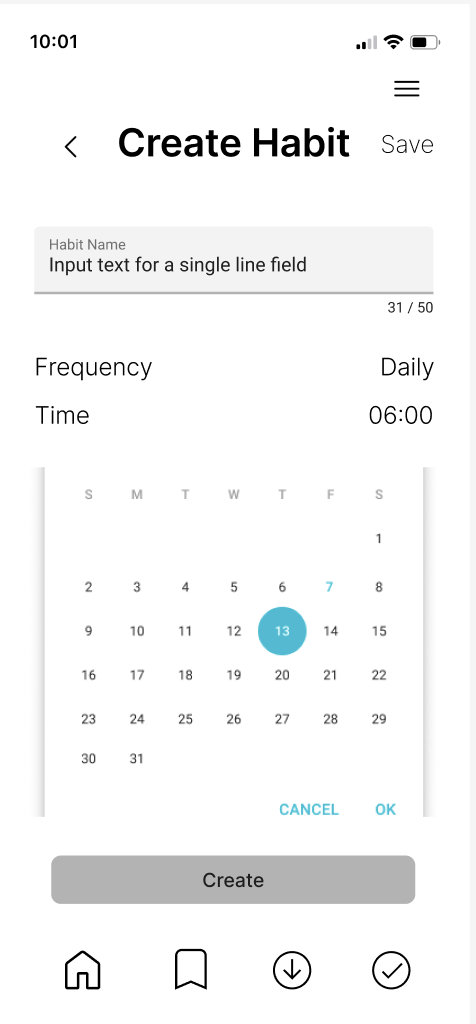 10:01
Create Habit Save
Habit Name
Input text for a single line field
31 / 50
Frequency Daily
Time 06:00
S M T W T F S
1
2 3 4 5 6 7 8
9 10 11 12 13 14 15
16 17 18 19 20 21 22
23 24 25 26 27 28 29
30 31
CANCEL OK
Create